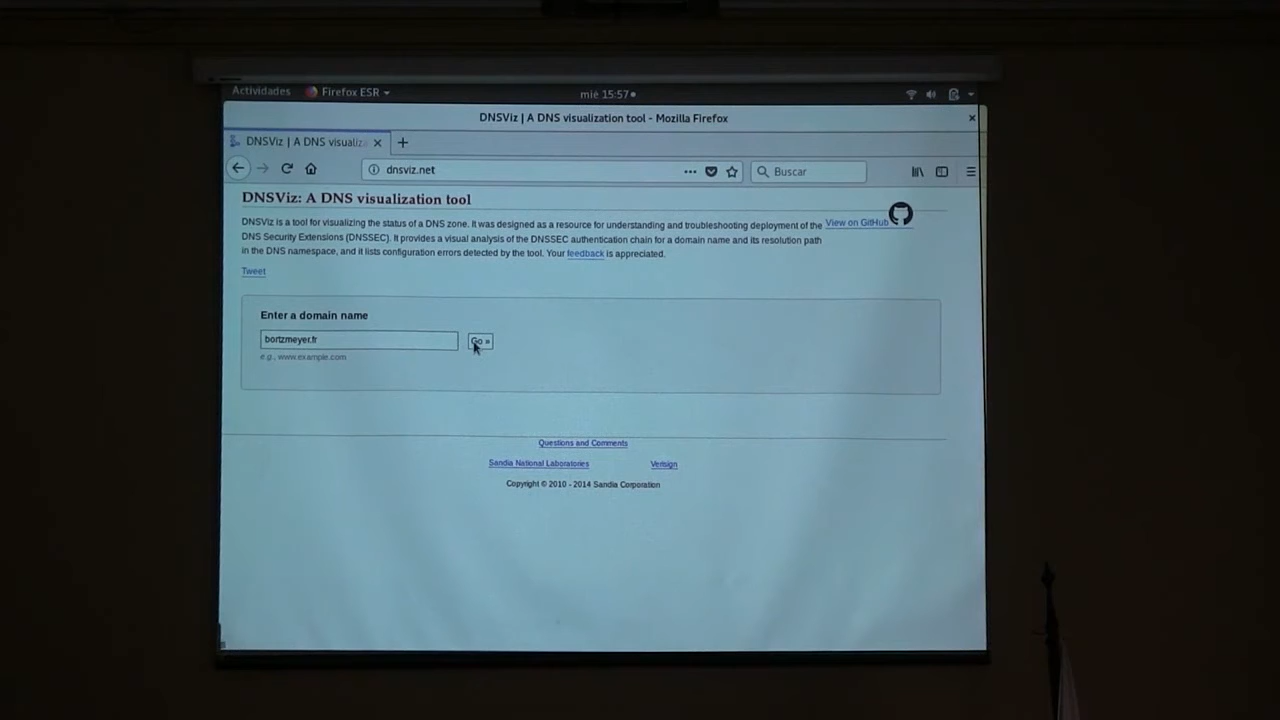 Actividades Firefox ESR mié 15:57
DNSViz | A DNS visualization tool - Mozilla Firefox
DNSViz | A DNS visualiza
dnsviz.net Buscar
DNSViz: A DNS visualization tool
DNSViz is a tool for visualizing the status of a DNS zone. It was designed as a resource for understanding and troubleshooting deployment of the View on GitHub
DNS Security Extensions (DNSSEC). It provides a visual analysis of the DNSSEC authentication chain for a domain name and its resolution path
in the DNS namespace, and it lists configuration errors detected by the tool. Your feedback is appreciated.
Tweet
Enter a domain name
bortzmeyer.fr Go »
e.g., www.example.com
Questions and Comments
Sandia National Laboratories Verisign
Copyright © 2010 - 2014 Sandia Corporation